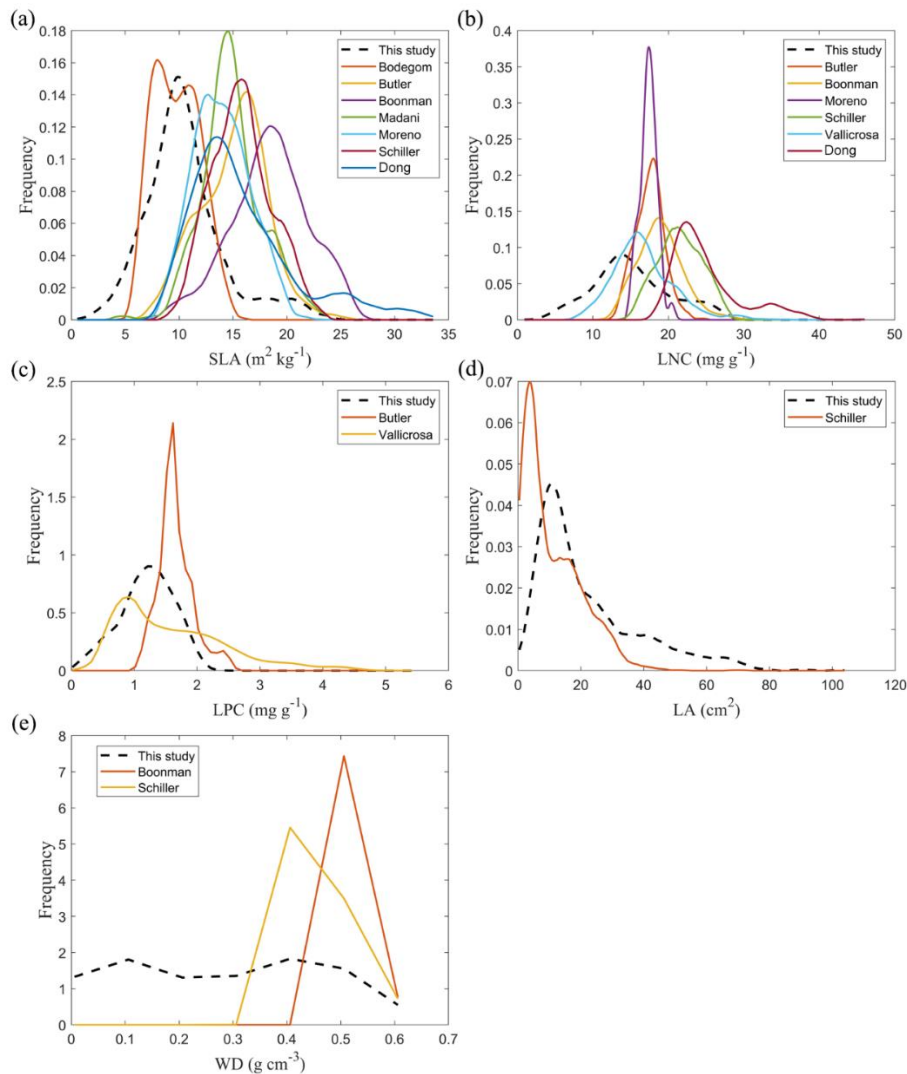 (a)
0.18
0.16
0.14
0.12
0.1
0.08
0.06
0.04
0.02
0
Frequency
This study
Bodegom
Butler
Boonman
Madani
Moreno
Schiller
Dong
0 5 10 15 20 25 30 35
SLA (m² kg⁻¹)
(b)
0.4
0.35
0.3
0.25
0.2
0.15
0.1
0.05
0
Frequency
This study
Butler
Boonman
Moreno
Schiller
Vallicrosa
Dong
0 10 20 30 40 50
LNC (mg g⁻¹)
(c)
2.5
2
1.5
1
0.5
0
Frequency
This study
Butler
Vallicrosa
0 1 2 3 4 5 6
LPC (mg g⁻¹)
(d)
0.07
0.06
0.05
0.04
0.03
0.02
0.01
0
Frequency
This study
Schiller
0 20 40 60 80 100 120
LA (cm²)
(e)
8
7
6
5
4
3
2
1
0
Frequency
This study
Boonman
Schiller
0 0.1 0.2 0.3 0.4 0.5 0.6 0.7
WD (g cm⁻³)